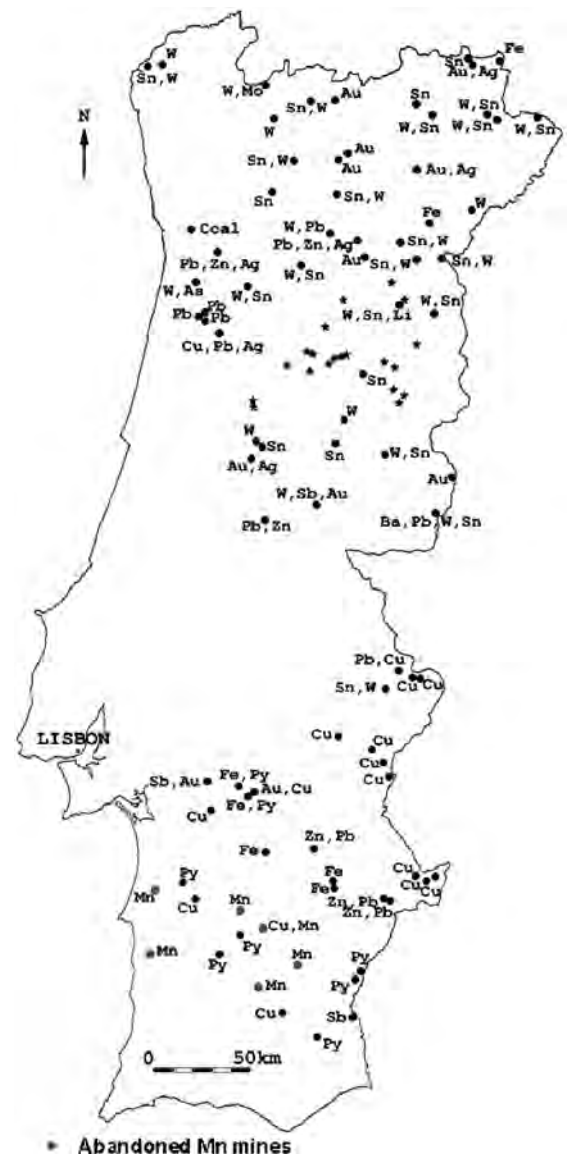 Fe
Sn
Au,Ag
W
Sn,W
W,Mo
Au
Sn,W
W
Sn
W,Sn
W,Sn
W,Sn
Au
Au
Sn,W
Au,Ag
Sn
Sn,W
W
Fe
Coal
W,Pb
Pb,Zn,Ag
Sn,W
Pb,Zn,Ag
Au
Sn,W
Sn,W
W,Sn
W,As
W,Sn
W,Sn,Li
W,Sn
Pb
Pb
Pb
Cu,Pb,Ag
Sn
W
W
Sn
Sn
W,Sn
Au,Ag
Au
W,Sb,Au
Pb,Zn
Ba,Pb,W,Sn
N
Pb,Cu
Cu
Cu
Sn,W
Cu
Cu
LISBON
Cu
Cu
Sb,Au
Fe,Py
Au,Cu
Fe,Py
Cu
Zn,Pb
Fe
Py
Fe
Cu
Cu
Cu
Mn
Fe
Cu
Mn
Zn,Pb
Zn,Pb
Cu,Mn
Py
Mn
Py
Mn
Py
Py
Mn
Cu
Sb
Py
0 50km
Abandoned Mn mines